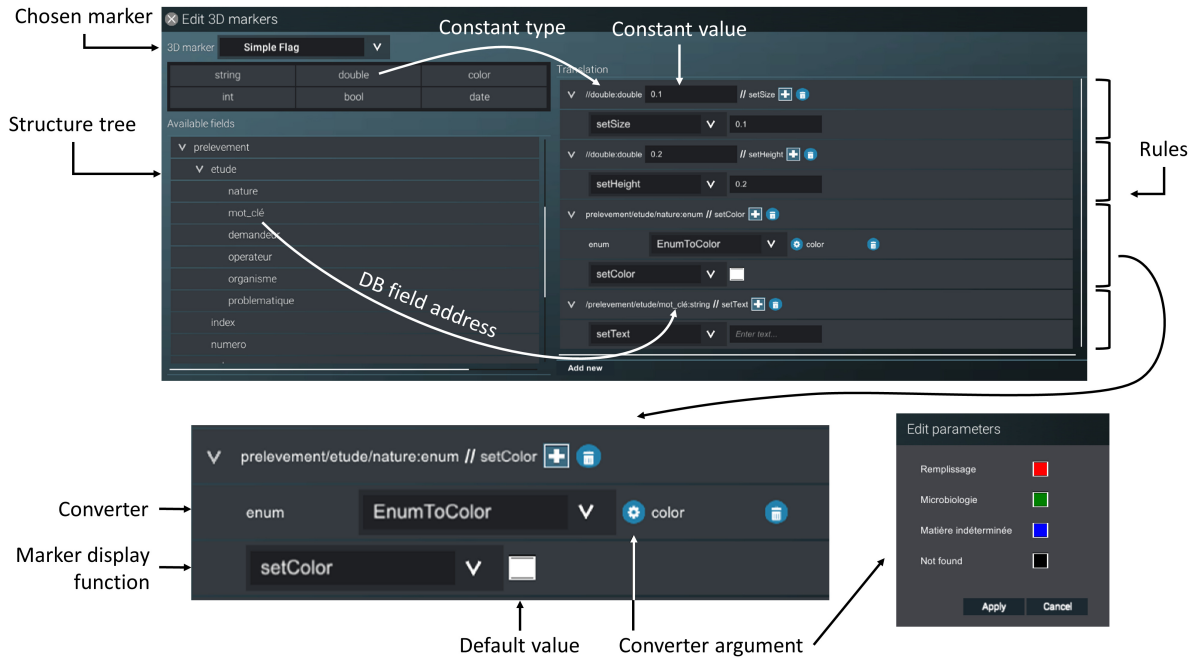 Chosen marker
Edit 3D markers
3D marker Simple Flag
Constant type
Constant value
string double color
int bool date
Structure tree
Available fields
prelevement
etude
nature
mot_clé
demandeur
operateur
organisme
problematique
index
numero
DB field address
Translation
//double:double 0.1 // setSize
setSize 0.1
//double:double 0.2 // setHeight
setHeight 0.2
prelevement/etude/nature:enum // setColor
enum EnumToColor color
setColor
/prelevement/etude/mot_clé:string // setText
setText Enter text...
Add new
Rules
prelevement/etude/nature:enum // setColor
Converter
enum EnumToColor color
Marker display
function
setColor
Default value
Converter argument
Edit parameters
Remplissage
Microbiologie
Matière indéterminée
Not found
Apply Cancel